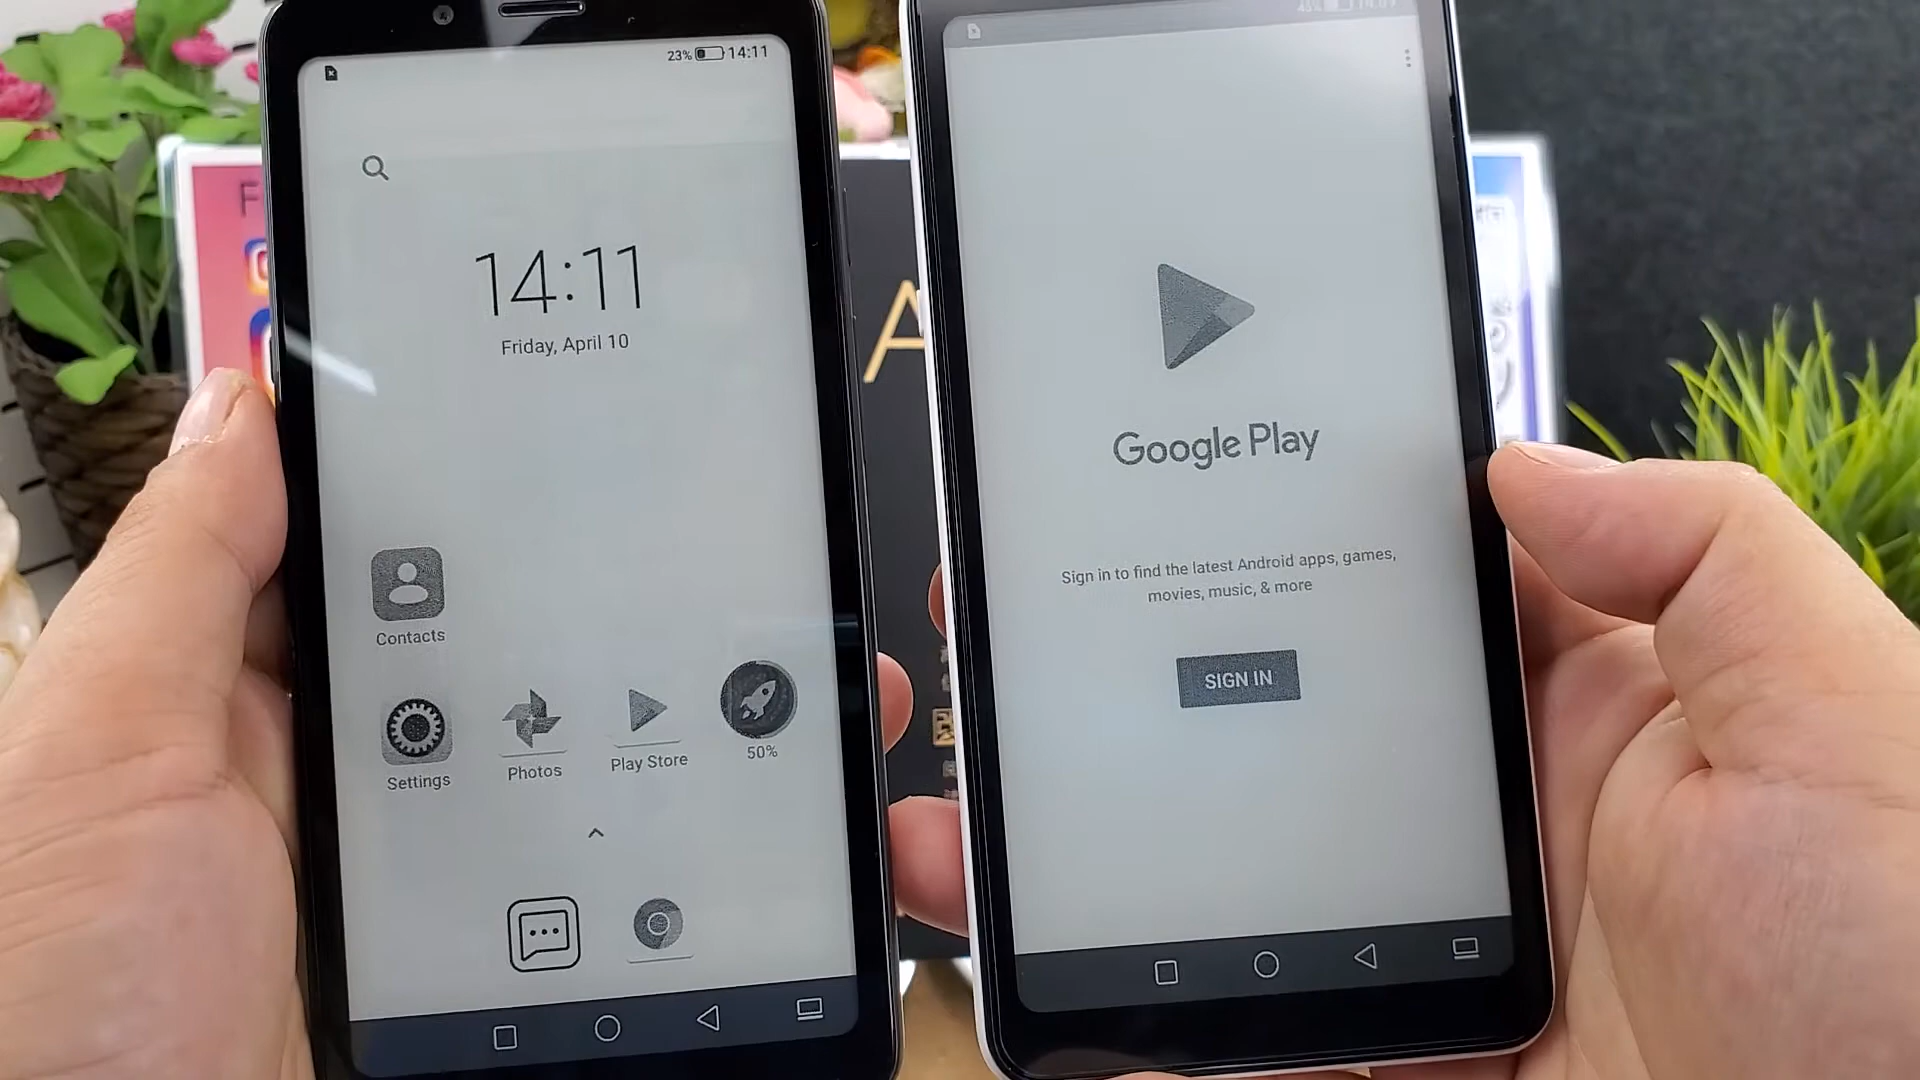 23% 14:11
14:11
Friday, April 10
Contacts
Settings
Photos
Play Store
50%
A
Google Play
Sign in to find the latest Android apps, games,
movies, music, & more
SIGN IN
F